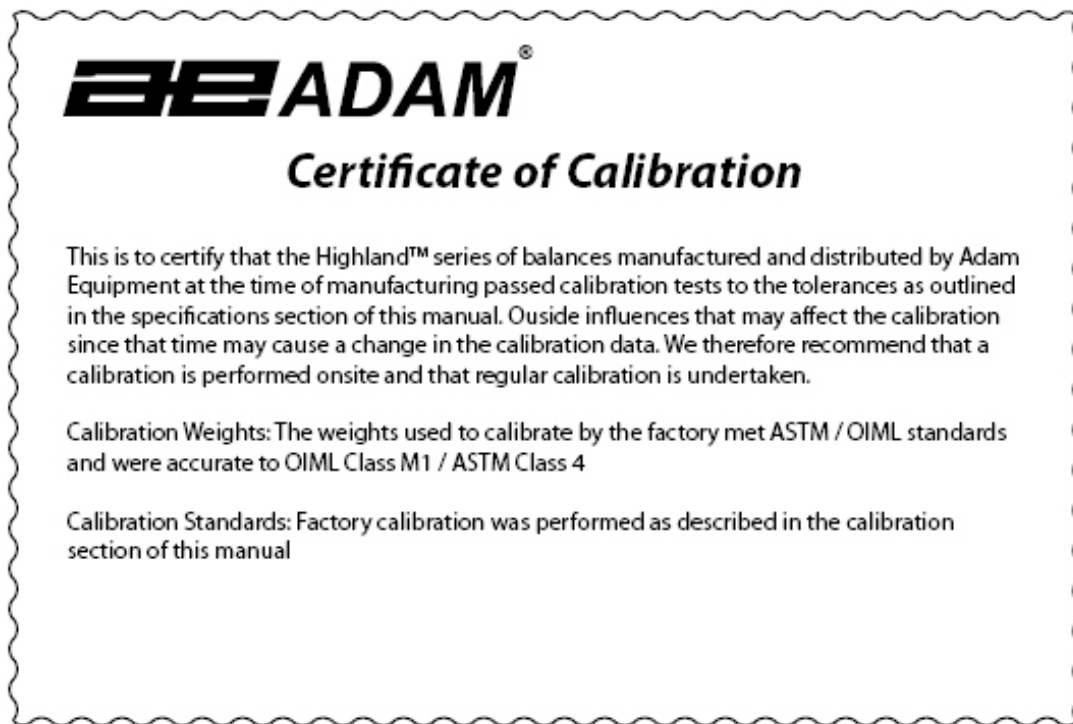 ae ADAM®
Certificate of Calibration
This is to certify that the Highland™ series of balances manufactured and distributed by Adam
Equipment at the time of manufacturing passed calibration tests to the tolerances as outlined
in the specifications section of this manual. Ouside influences that may affect the calibration
since that time may cause a change in the calibration data. We therefore recommend that a
calibration is performed onsite and that regular calibration is undertaken.
Calibration Weights: The weights used to calibrate by the factory met ASTM / OIML standards
and were accurate to OIML Class M1 / ASTM Class 4
Calibration Standards: Factory calibration was performed as described in the calibration
section of this manual